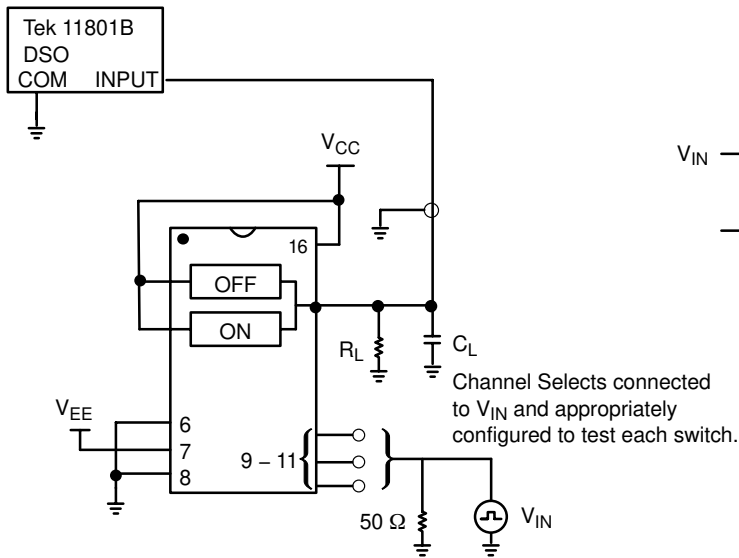 Tek 11801B
DSO
COM INPUT
V_CC
V_IN
16
OFF
ON
R_L
C_L
Channel Selects connected
to V_IN and appropriately
configured to test each switch.
V_EE
6
7
8
9 – 11
50 Ω
V_IN